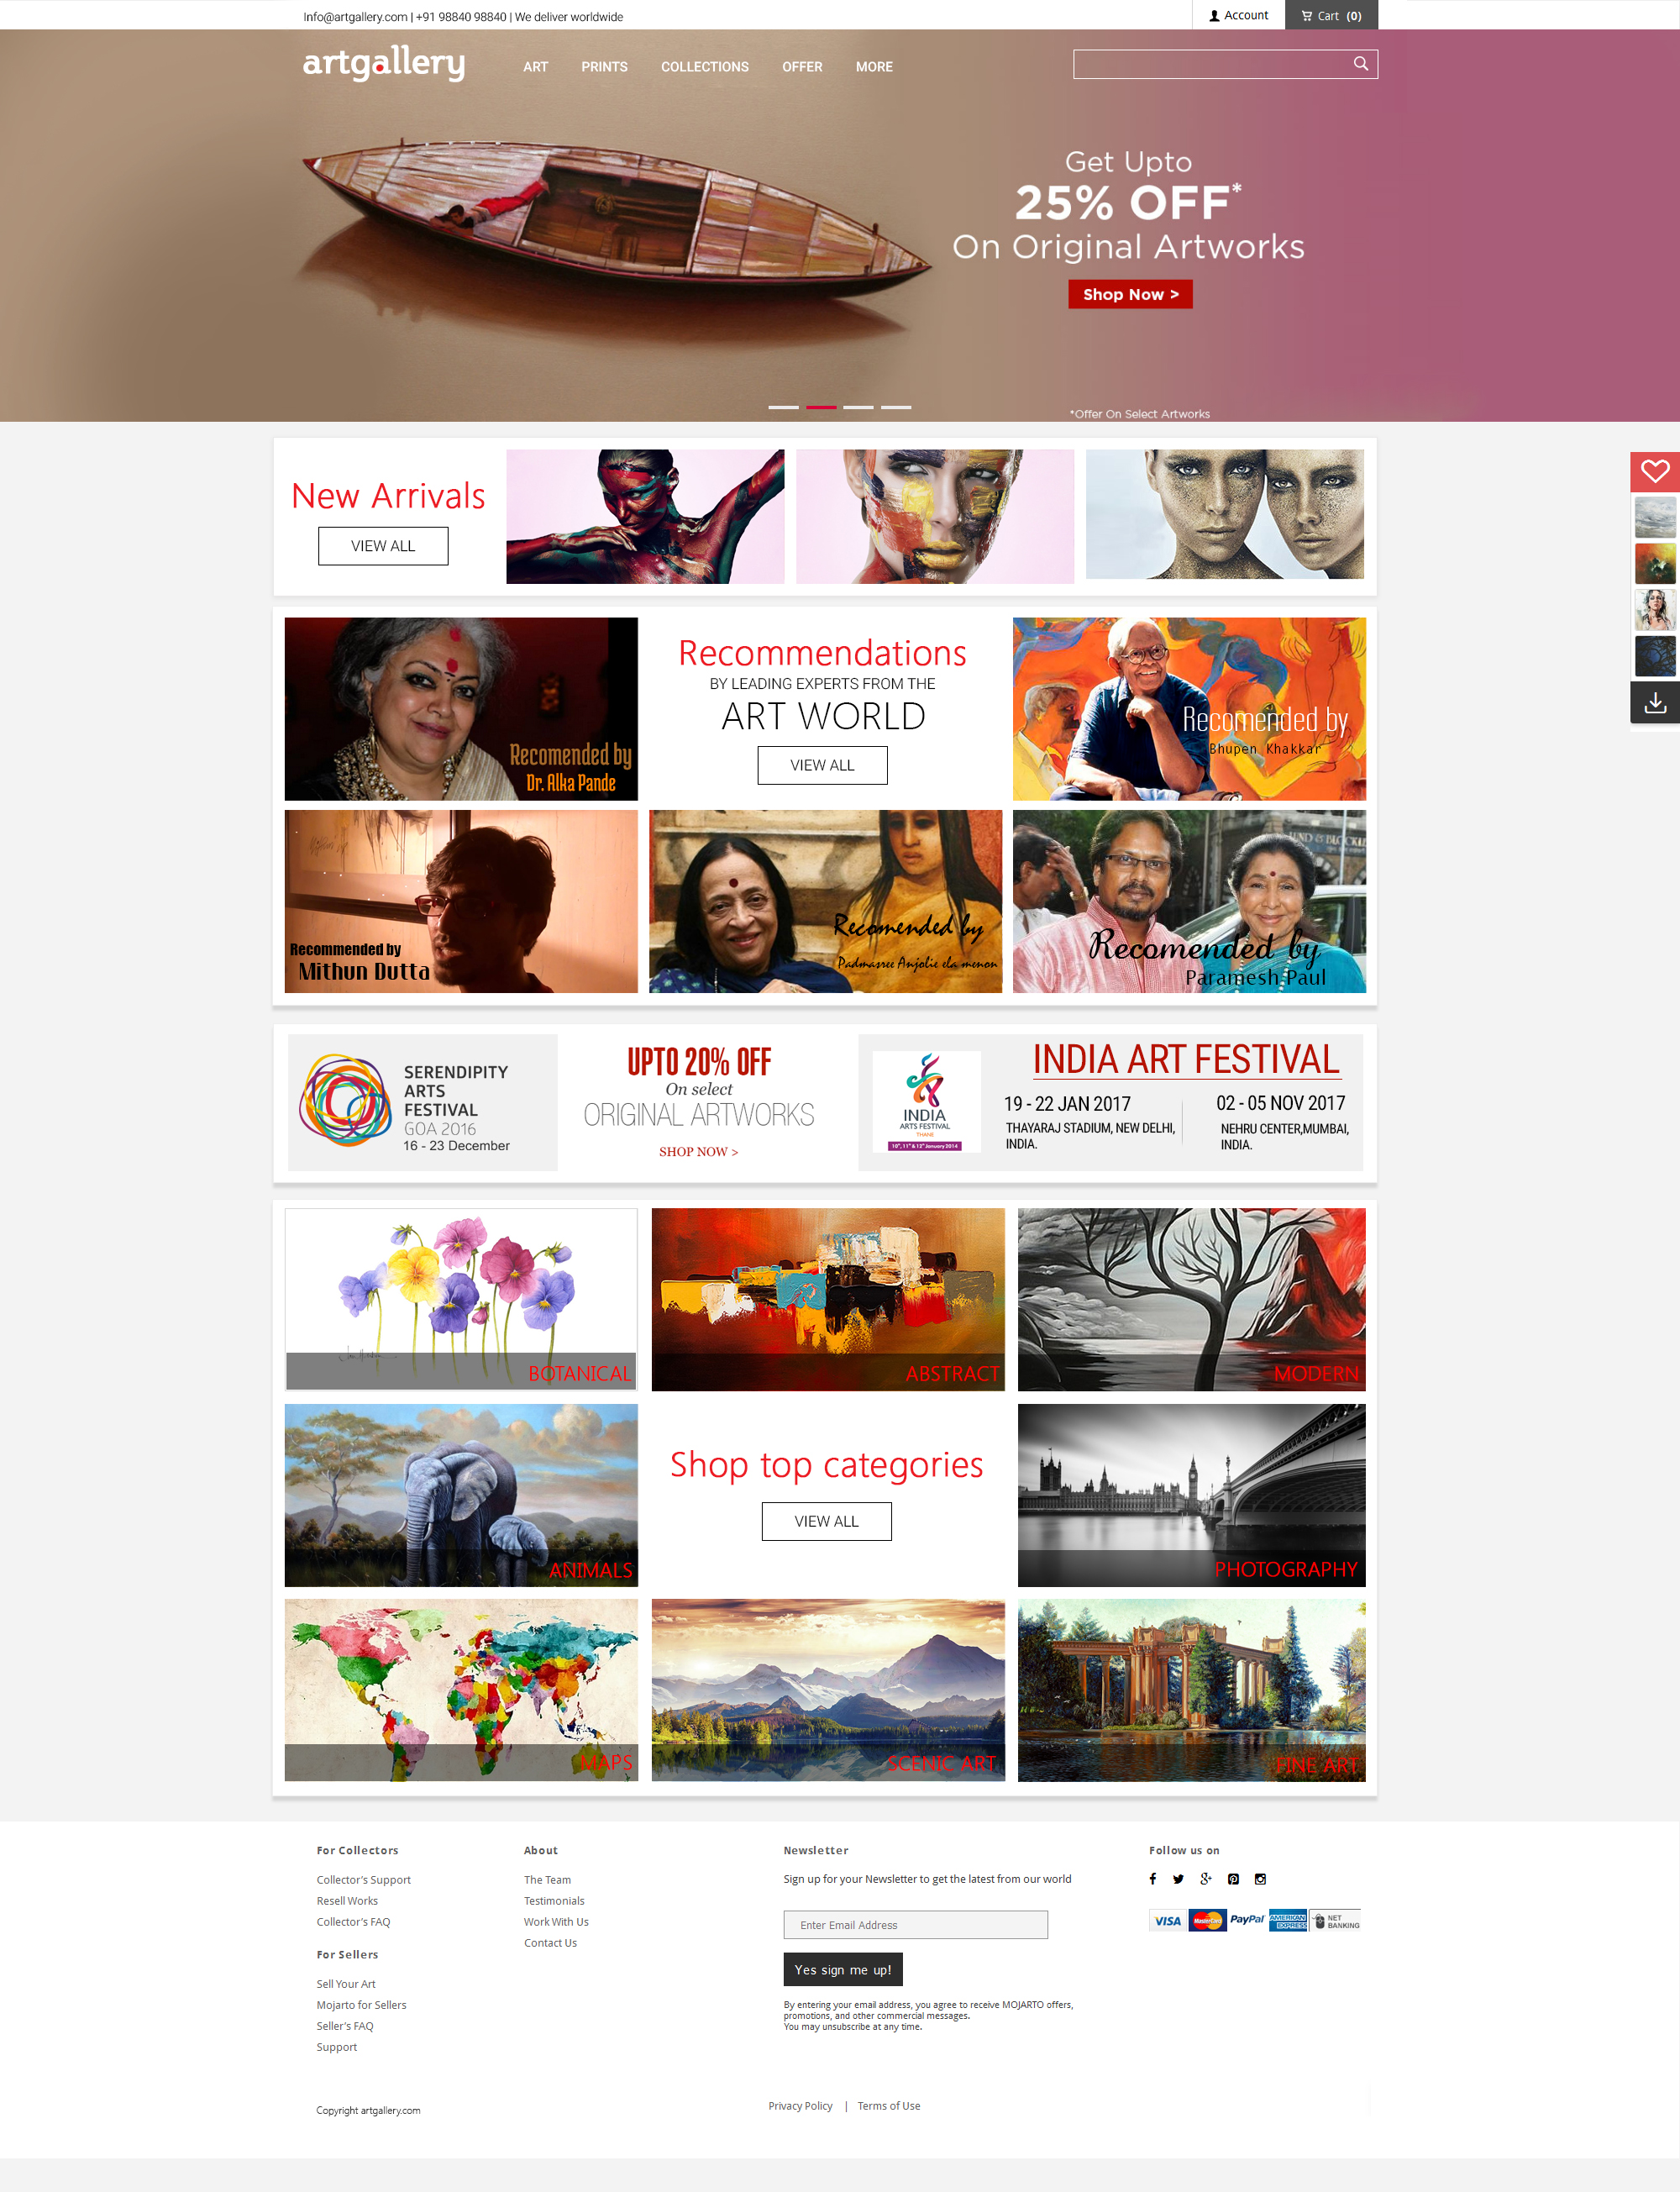 Info@artgallery.com | +91 98840 98840 | We deliver worldwide
Account
Cart (0)
artgallery
ART
PRINTS
COLLECTIONS
OFFER
MORE
Get Upto
25% OFF*
On Original Artworks
Shop Now >
*Offer On Select Artworks
New Arrivals
VIEW ALL
Recomended by
Dr. Alka Pande
Recommendations
BY LEADING EXPERTS FROM THE
ART WORLD
VIEW ALL
Recomended by
Bhupen Khakkar
Recommended by
Mithun Dutta
Recomended by
Padmasree Anjolie ela menon
Recomended by
Paramesh Paul
SERENDIPITY
ARTS
FESTIVAL
GOA 2016
16 - 23 December
UPTO 20% OFF
On select
ORIGINAL ARTWORKS
SHOP NOW >
INDIA
ARTS FESTIVAL
THANE
10th, 11th & 12th January 2014
INDIA ART FESTIVAL
19 - 22 JAN 2017
THAYARAJ STADIUM, NEW DELHI,
INDIA.
02 - 05 NOV 2017
NEHRU CENTER,MUMBAI,
INDIA.
BOTANICAL
ABSTRACT
MODERN
ANIMALS
Shop top categories
VIEW ALL
PHOTOGRAPHY
MAPS
SCENIC ART
FINE ART
For Collectors
Collector's Support
Resell Works
Collector's FAQ
For Sellers
Sell Your Art
Mojarto for Sellers
Seller's FAQ
Support
About
The Team
Testimonials
Work With Us
Contact Us
Newsletter
Sign up for your Newsletter to get the latest from our world
Enter Email Address
Yes sign me up!
By entering your email address, you agree to receive MOJARTO offers,
promotions, and other commercial messages.
You may unsubscribe at any time.
Follow us on
VISA
MasterCard
PayPal
AMERICAN
EXPRESS
NET
BANKING
Copyright artgallery.com
Privacy Policy | Terms of Use